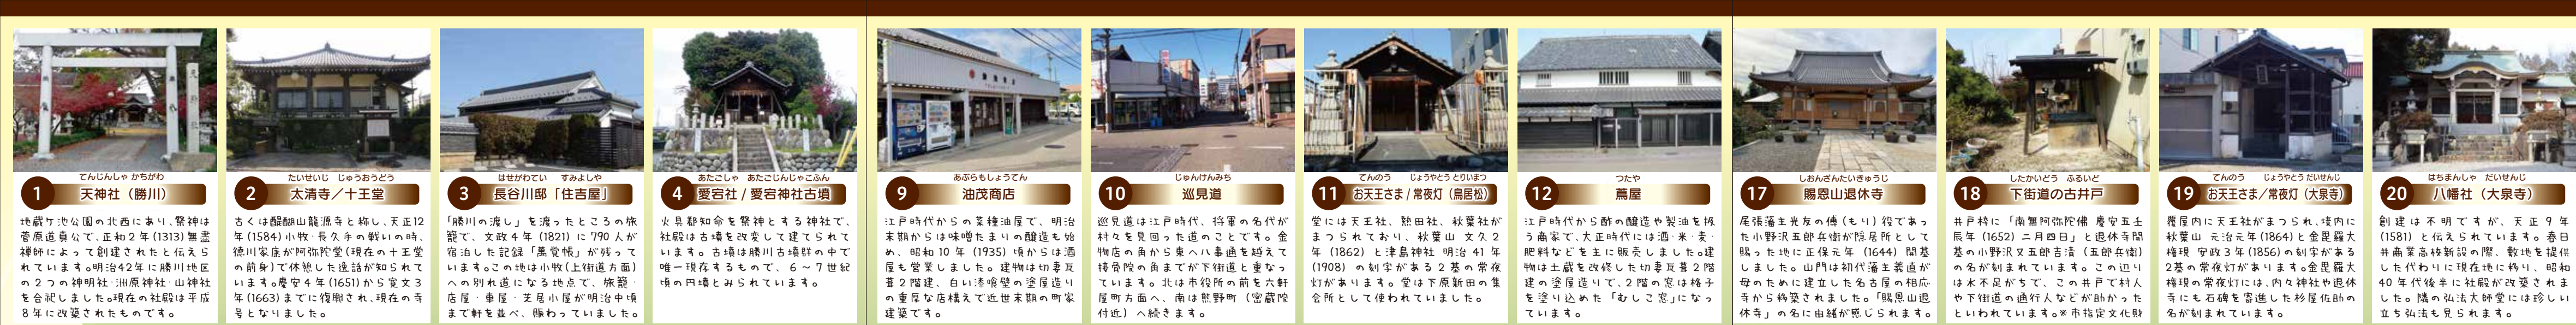 てんじんしゃ かちがわ
1 天神社（勝川）
地蔵ケ池公園の北西にあり、祭神は
菅原道真公で、正和2年(1313)無盡
禅師によって創建されたと伝えら
れています。明治42年に勝川地区
の2つの神明社・洲原神社・山神社
を合祀しました。現在の社殿は平成
8年に改築されたものです。
たいせいじ じゅうおうどう
2 太清寺／十王堂
古くは醍醐山龍源寺と称し、天正12
年(1584)小牧・長久手の戦いの時、
徳川家康が阿弥陀堂(現在の十王堂
の前身)で休憩した逸話が知られて
います。慶安4年(1651)から寛文3
年(1663)までに復興され、現在の寺
号となりました。
はせがわてい すみよしや
3 長谷川邸「住吉屋」
「勝川の渡し」を渡ったところの旅
籠で、文政4年(1821)に790人が
宿泊した記録「萬覚帳」が残って
います。この地は小牧(上街道方面)
への別れ道になる地点で、旅籠・
店屋・車屋・芝居小屋が明治中頃
まで軒を並べ、賑わっていました。
あたごしゃ あたごじんじゃこふん
4 愛宕社 / 愛宕神社古墳
火具都知命を祭神とする神社で、
社殿は古墳を改変して建てられて
います。古墳は勝川古墳群の中で
唯一現存するもので、6～7世紀
頃の円墳とみられています。
あぶらもしょうてん
9 油茂商店
江戸時代からの菜種油屋で、明治
末期からは味噌たまりの醸造も始
め、昭和10年(1935)頃からは酒
屋も営業しました。建物は切妻瓦
葺2階建、白い漆喰壁の塗屋造り
の重厚な店構えで近世末期の町家
建築です。
じゅんけんみち
10 巡見道
巡見道は江戸時代、将軍の名代が
村々を見回った道のことです。金
物店の角から東へ八事道を越えて
接骨院の角までが下街道と重なっ
ています。北は市役所の前を六軒
屋町方面へ、南は熊野町(密蔵院
付近)へ続きます。
てんのう じょうやとう とりいまつ
11 お天王さま / 常夜灯（鳥居松）
堂には天王社、熱田社、秋葉社が
まつられており、秋葉山 文久2
年(1862)と津島神社 明治41年
(1908)の刻字がある2基の常夜
灯があります。堂は下原新田の集
会所として使われていました。
つたや
12 蔦屋
江戸時代から酢の醸造や製油を扱
う商家で、大正時代には酒・米・麦・
肥料などを主に販売しました。建
物は土蔵を改修した切妻瓦葺2階
建の塗屋造りで、2階の窓は格子
を塗り込めた「むしこ窓」になっ
ています。
しおんざんたいきゅうじ
17 賜恩山退休寺
尾張藩主光友の傅(もり)役であっ
た小野沢五郎兵衛が隠居所として
賜った地に正保元年(1644)開基
しました。山門は初代藩主義直が
母のために建立した名古屋の相応
寺から移築されました。「賜恩山退
休寺」の名に由緒が感じられます。
したかいどう ふるいど
18 下街道の古井戸
井戸枠に「南無阿弥陀佛 慶安五壬
辰年(1652)二月四日」と退休寺開
基の小野沢又五郎吉清(五郎兵衛)
の名が刻まれています。この辺り
は水不足がちで、この井戸で村人
や下街道の通行人などが助かった
といわれています。※市指定文化財
てんのう じょうやとう だいせんじ
19 お天王さま／常夜灯（大泉寺）
覆屋内に天王社がまつられ、境内に
秋葉山 元治元年(1864)と金毘羅大
権現 安政3年(1856)の刻字がある
2基の常夜灯があります。金毘羅大
権現の常夜灯には、内々神社や退休
寺にも石碑を寄進した杉屋佐助の
名が刻まれています。
はちまんしゃ だいせんじ
20 八幡社（大泉寺）
創建は不明ですが、天正9年
(1581)と伝えられています。春日
井商業高校新設の際、敷地を提供
した代わりに現在地に移り、昭和
40年代後半に社殿が改築されま
した。隣の弘法大師堂には珍しい
立ち弘法も見られます。